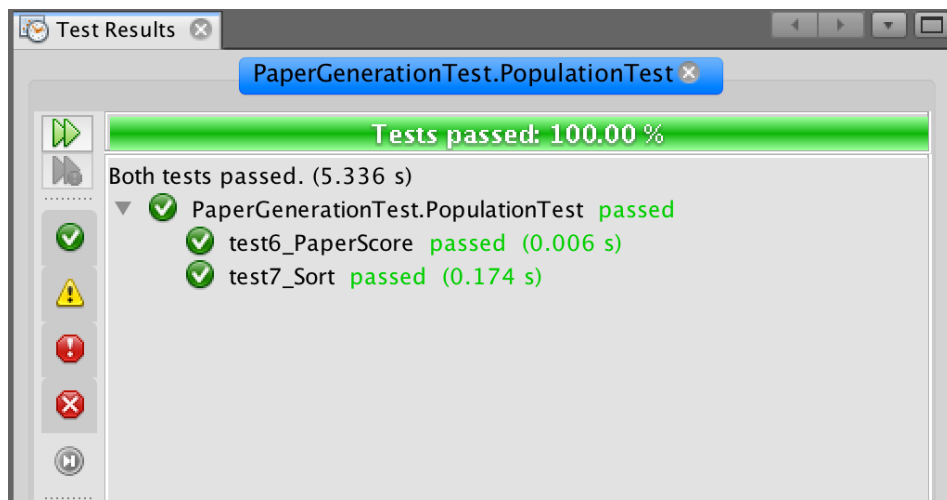 Test Results
PaperGenerationTest.PopulationTest
Tests passed: 100.00 %
Both tests passed. (5.336 s)
PaperGenerationTest.PopulationTest passed
test6_PaperScore passed (0.006 s)
test7_Sort passed (0.174 s)